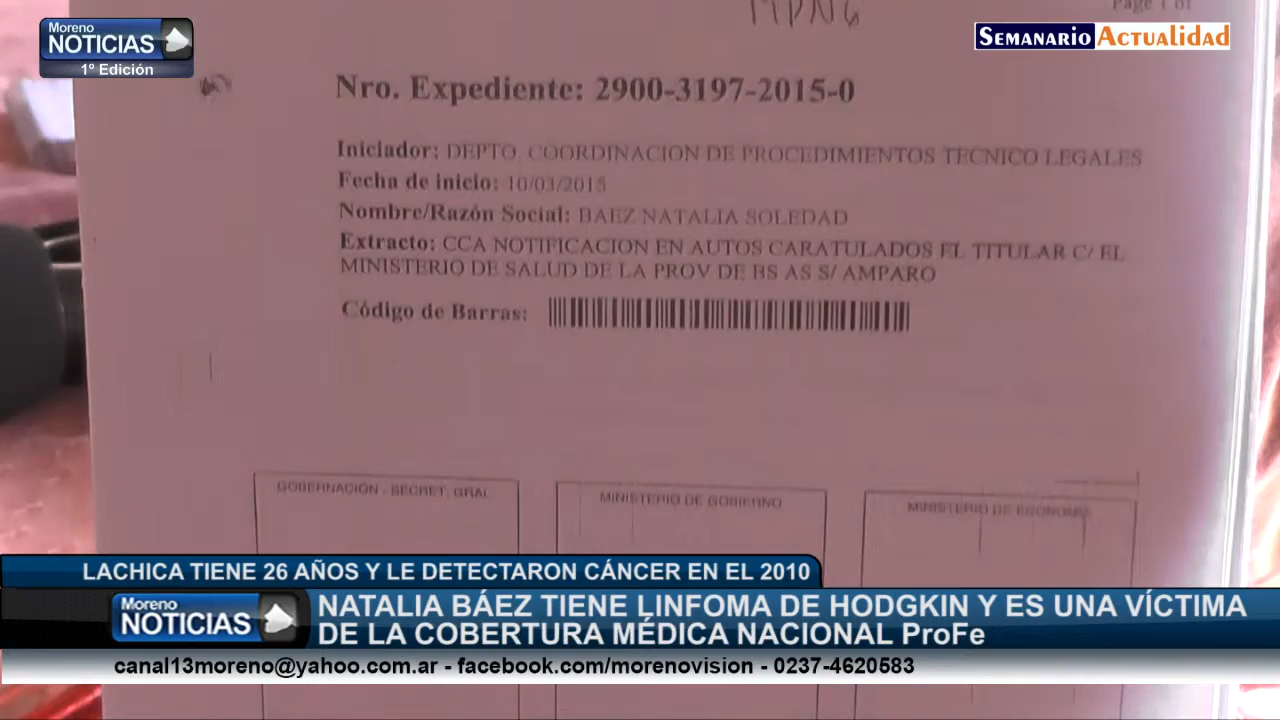 Moreno
NOTICIAS
1º Edición
SEMANARIO ACTUALIDAD
Page 1 of
Nro. Expediente: 2900-3197-2015-0
Iniciador: DEPTO. COORDINACION DE PROCEDIMIENTOS TECNICO LEGALES
Fecha de inicio: 10/03/2015
Nombre/Razón Social: BAEZ NATALIA SOLEDAD
Extracto: CCA NOTIFICACION EN AUTOS CARATULADOS EL TITULAR C/ EL
MINISTERIO DE SALUD DE LA PROV DE BS AS S/ AMPARO
Código de Barras:
GOBERNACIÓN - SECRET. GRAL
MINISTERIO DE GOBIERNO
MINISTERIO DE ECONOMÍA
LACHICA TIENE 26 AÑOS Y LE DETECTARON CÁNCER EN EL 2010
Moreno
NOTICIAS
NATALIA BÁEZ TIENE LINFOMA DE HODGKIN Y ES UNA VÍCTIMA
DE LA COBERTURA MÉDICA NACIONAL ProFe
canal13moreno@yahoo.com.ar - facebook.com/morenovision - 0237-4620583